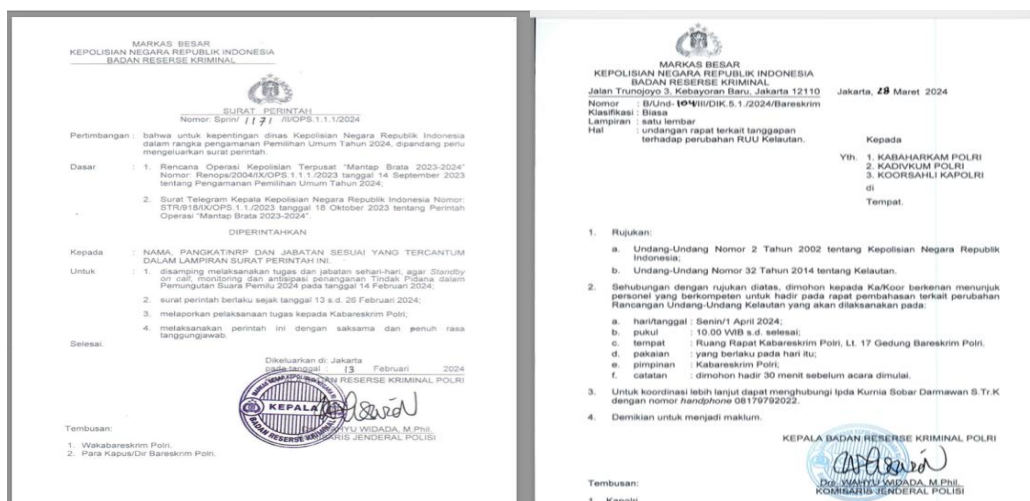 MARKAS BESAR
KEPOLISIAN NEGARA REPUBLIK INDONESIA
BADAN RESERSE KRIMINAL
SURAT PERINTAH
Nomor: Sprin/ 1171 /II/OPS.1.1.1/2024
Pertimbangan : bahwa untuk kepentingan dinas Kepolisian Negara Republik Indonesia
dalam rangka pengamanan Pemilihan Umum Tahun 2024, dipandang perlu
mengeluarkan surat perintah.
Dasar : 1. Rencana Operasi Kepolisian Terpusat "Mantap Brata 2023-2024"
Nomor: Renops/2004/IX/OPS.1.1.1./2023 tanggal 14 September 2023
tentang Pengamanan Pemilihan Umum Tahun 2024;
2. Surat Telegram Kepala Kepolisian Negara Republik Indonesia Nomor:
STR/918/IX/OPS.1.1./2023 tanggal 18 Oktober 2023 tentang Perintah
Operasi "Mantap Brata 2023-2024".
DIPERINTAHKAN
Kepada : NAMA, PANGKAT/NRP DAN JABATAN SESUAI YANG TERCANTUM
DALAM LAMPIRAN SURAT PERINTAH INI.
Untuk : 1. disamping melaksanakan tugas dan jabatan sehari-hari, agar Standby
on call, monitoring dan antisipasi penanganan Tindak Pidana dalam
Pemungutan Suara Pemilu 2024 pada tanggal 14 Februari 2024;
2. surat perintah berlaku sejak tanggal 13 s.d. 26 Februari 2024;
3. melaporkan pelaksanaan tugas kepada Kabareskrim Polri;
4. melaksanakan perintah ini dengan saksama dan penuh rasa
tanggungjawab.
Selesai.
Dikeluarkan di: Jakarta
pada tanggal : 13 Februari 2024
BADAN RESERSE KRIMINAL POLRI
KEPALA
WAHYU WIDADA, M.Phil.
KOMISARIS JENDERAL POLISI
Tembusan:
1. Wakabareskrim Polri.
2. Para Kapus/Dir Bareskrim Polri.
MARKAS BESAR
KEPOLISIAN NEGARA REPUBLIK INDONESIA
BADAN RESERSE KRIMINAL
Jalan Trunojoyo 3, Kebayoran Baru, Jakarta 12110
Jakarta, 28 Maret 2024
Nomor : B/Und-104/III/DIK.5.1./2024/Bareskrim
Klasifikasi : Biasa
Lampiran : satu lembar
Hal : undangan rapat terkait tanggapan
terhadap perubahan RUU Kelautan.
Kepada
Yth. 1. KABAHARKAM POLRI
2. KADIVKUM POLRI
3. KOORSAHLI KAPOLRI
di
Tempat.
1. Rujukan:
a. Undang-Undang Nomor 2 Tahun 2002 tentang Kepolisian Negara Republik
Indonesia;
b. Undang-Undang Nomor 32 Tahun 2014 tentang Kelautan.
2. Sehubungan dengan rujukan diatas, dimohon kepada Ka/Koor berkenan menunjuk
personel yang berkompeten untuk hadir pada rapat pembahasan terkait perubahan
Rancangan Undang-Undang Kelautan yang akan dilaksanakan pada:
a. hari/tanggal : Senin/1 April 2024;
b. pukul : 10.00 WIB s.d. selesai;
c. tempat : Ruang Rapat Kabareskrim Polri, Lt. 17 Gedung Bareskrim Polri.
d. pakaian : yang berlaku pada hari itu;
e. pimpinan : Kabareskrim Polri;
f. catatan : dimohon hadir 30 menit sebelum acara dimulai.
3. Untuk koordinasi lebih lanjut dapat menghubungi Ipda Kurnia Sobar Darmawan S.Tr.K
dengan nomor handphone 08179792022.
4. Demikian untuk menjadi maklum.
KEPALA BADAN RESERSE KRIMINAL POLRI
Drs. WAHYU WIDADA, M.Phil.
KOMISARIS JENDERAL POLISI
Tembusan:
1. Kapolri